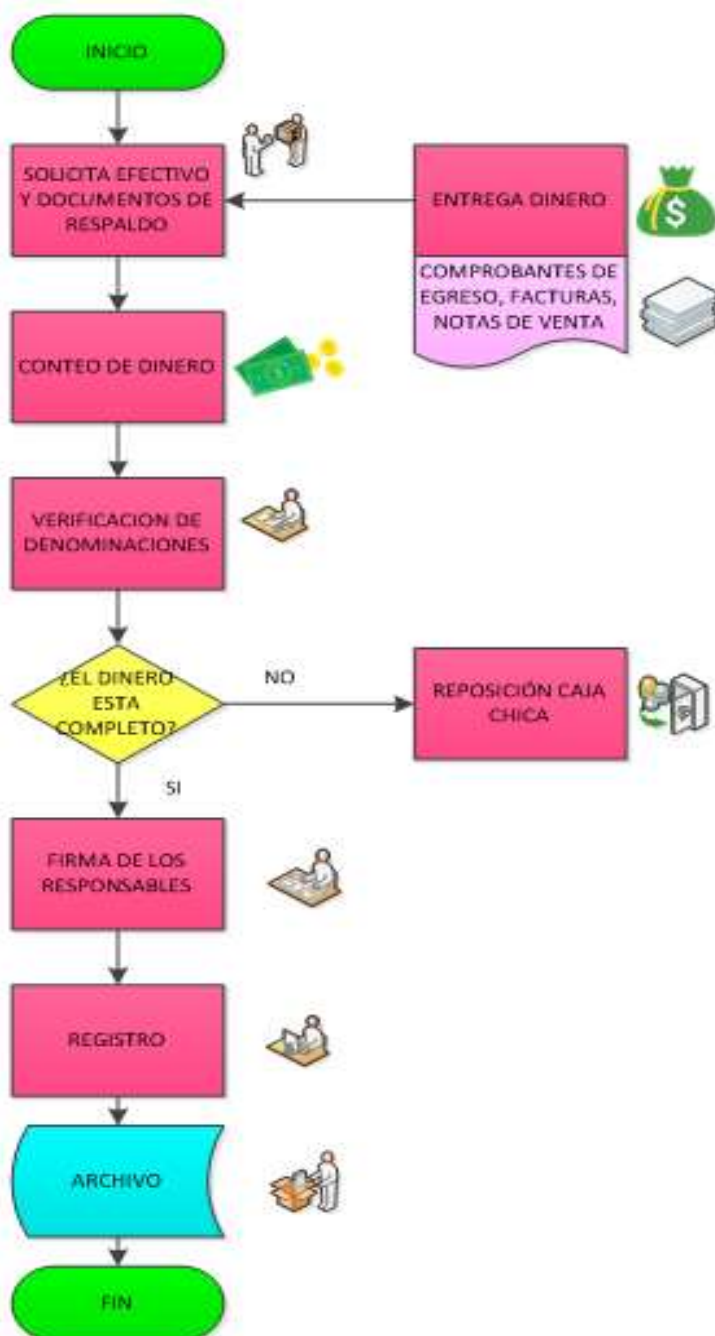 INICIO
SOLICITA EFECTIVO
Y DOCUMENTOS DE
RESPALDO
ENTREGA DINERO
COMPROBANTES DE
EGRESO, FACTURAS,
NOTAS DE VENTA
CONTEO DE DINERO
VERIFICACION DE
DENOMINACIONES
¿EL DINERO
ESTA
COMPLETO?
NO
REPOSICIÓN CAJA
CHICA
SI
FIRMA DE LOS
RESPONSABLES
REGISTRO
ARCHIVO
FIN